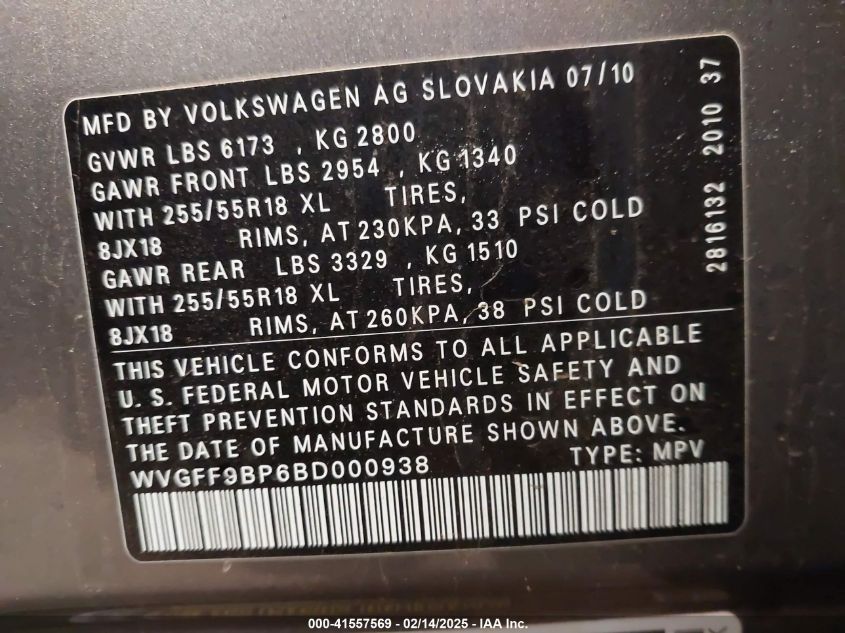 MFD BY VOLKSWAGEN AG SLOVAKIA 07/10
GVWR LBS 6173 , KG 2800
GAWR FRONT LBS 2954 , KG 1340
WITH 255/55R18 XL TIRES,
8JX18 RIMS, AT 230KPA, 33 PSI COLD
GAWR REAR LBS 3329 , KG 1510
WITH 255/55R18 XL TIRES,
8JX18 RIMS, AT 260KPA, 38 PSI COLD
THIS VEHICLE CONFORMS TO ALL APPLICABLE
U. S. FEDERAL MOTOR VEHICLE SAFETY AND
THEFT PREVENTION STANDARDS IN EFFECT ON
THE DATE OF MANUFACTURE SHOWN ABOVE.
WVGFF9BP6BD000938 TYPE: MPV
2816132 2010 37
000-41557569 — 02/14/2025 — IAA Inc.